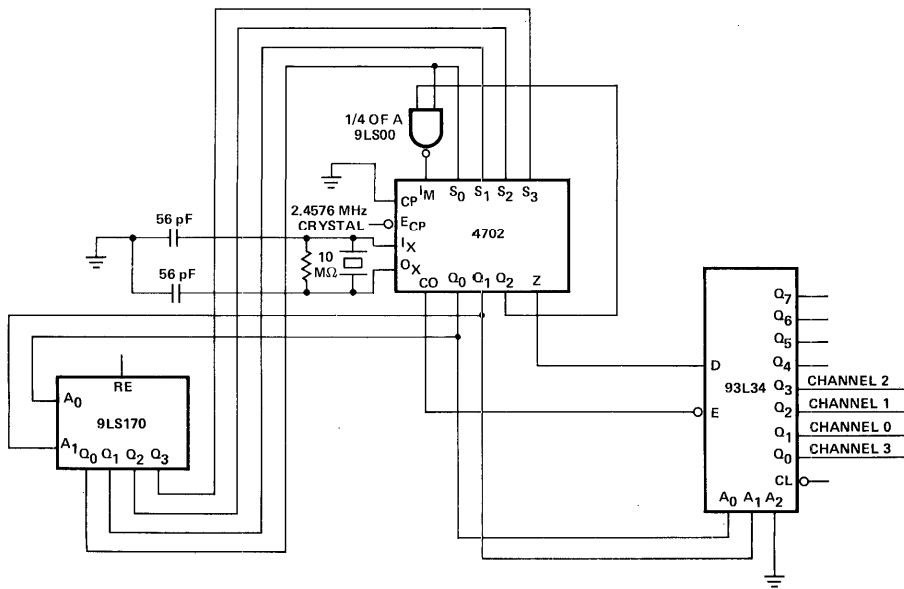 1/4 OF A
9LS00
IM S0 S1 S2 S3
CP
ECP
IX
OX
4702
CO Q0 Q1 Q2 Z
2.4576 MHz
CRYSTAL
56 pF
56 pF
10
MΩ
RE
A0
9LS170
A1
Q0 Q1 Q2 Q3
Q7
Q6
Q5
Q4
D
93L34
Q3 CHANNEL 2
E
Q2 CHANNEL 1
Q1 CHANNEL 0
Q0 CHANNEL 3
CL
A0 A1 A2